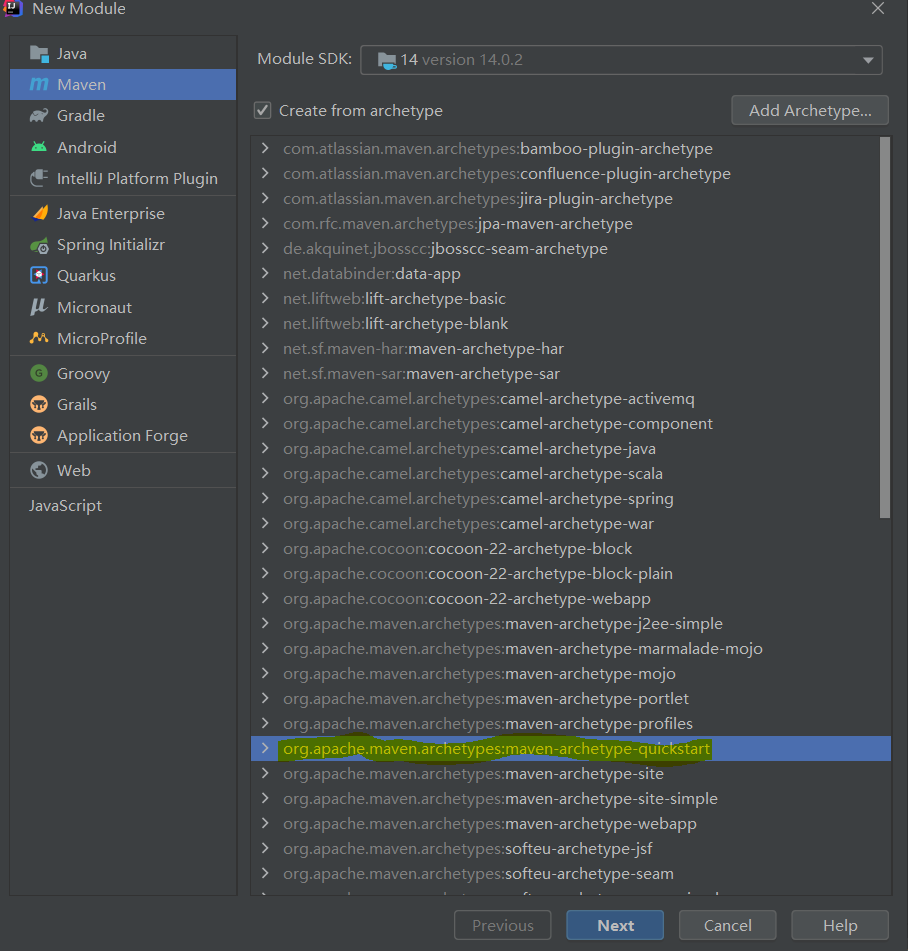 New Module
Java
Maven
Gradle
Android
IntelliJ Platform Plugin
Java Enterprise
Spring Initializr
Quarkus
Micronaut
MicroProfile
Groovy
Grails
Application Forge
Web
JavaScript
Module SDK: 14 version 14.0.2
Create from archetype
Add Archetype...
com.atlassian.maven.archetypes:bamboo-plugin-archetype
com.atlassian.maven.archetypes:confluence-plugin-archetype
com.atlassian.maven.archetypes:jira-plugin-archetype
com.rfc.maven.archetypes:jpa-maven-archetype
de.akquinet.jbosscc:jbosscc-seam-archetype
net.databinder:data-app
net.liftweb:lift-archetype-basic
net.liftweb:lift-archetype-blank
net.sf.maven-har:maven-archetype-har
net.sf.maven-sar:maven-archetype-sar
org.apache.camel.archetypes:camel-archetype-activemq
org.apache.camel.archetypes:camel-archetype-component
org.apache.camel.archetypes:camel-archetype-java
org.apache.camel.archetypes:camel-archetype-scala
org.apache.camel.archetypes:camel-archetype-spring
org.apache.camel.archetypes:camel-archetype-war
org.apache.cocoon:cocoon-22-archetype-block
org.apache.cocoon:cocoon-22-archetype-block-plain
org.apache.cocoon:cocoon-22-archetype-webapp
org.apache.maven.archetypes:maven-archetype-j2ee-simple
org.apache.maven.archetypes:maven-archetype-marmalade-mojo
org.apache.maven.archetypes:maven-archetype-mojo
org.apache.maven.archetypes:maven-archetype-portlet
org.apache.maven.archetypes:maven-archetype-profiles
org.apache.maven.archetypes:maven-archetype-quickstart
org.apache.maven.archetypes:maven-archetype-site
org.apache.maven.archetypes:maven-archetype-site-simple
org.apache.maven.archetypes:maven-archetype-webapp
org.apache.maven.archetypes:softeu-archetype-jsf
org.apache.maven.archetypes:softeu-archetype-seam
Previous
Next
Cancel
Help